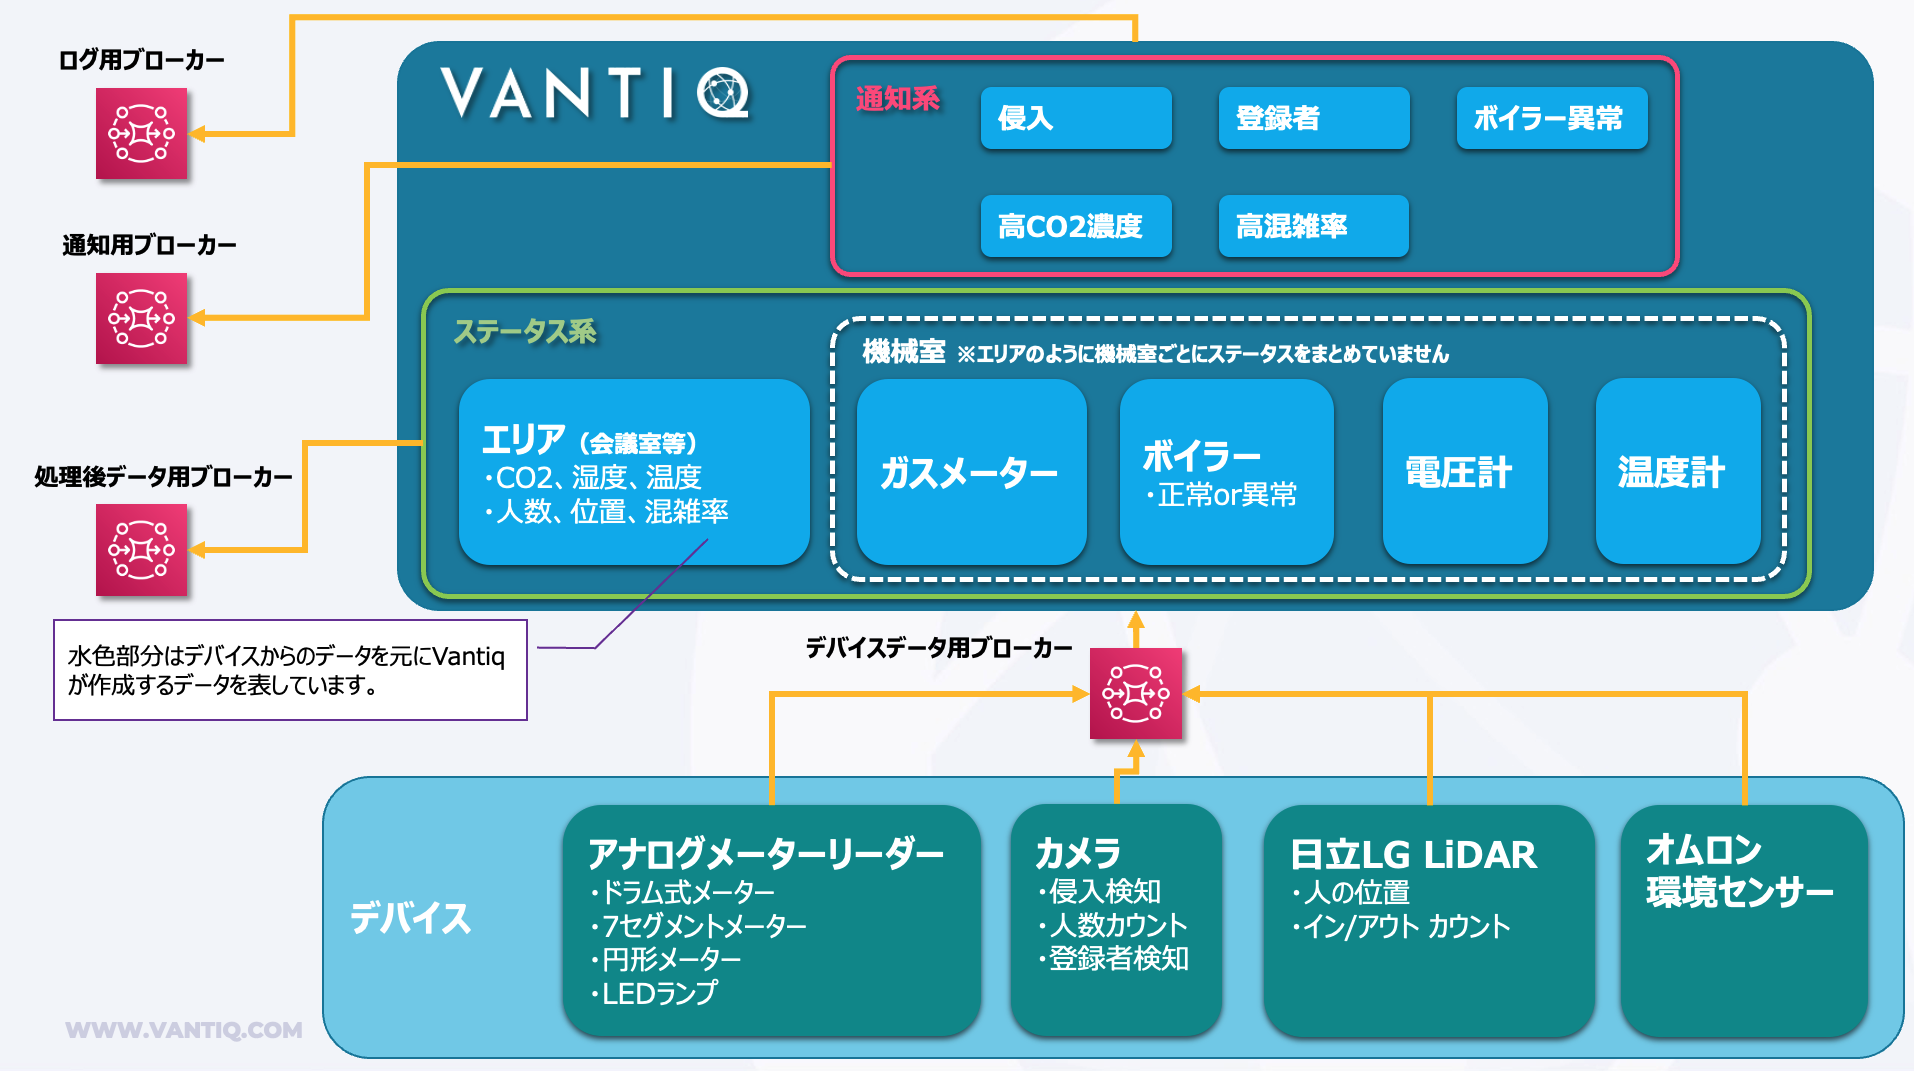 ログ用ブローカー
VANTIQ
通知系
侵入
登録者
ボイラー異常
高CO2濃度
高混雑率
通知用ブローカー
ステータス系
機械室 ※エリアのように機械室ごとにステータスをまとめていません
エリア（会議室等）
・CO2、湿度、温度
・人数、位置、混雑率
ガスメーター
ボイラー
・正常or異常
電圧計
温度計
処理後データ用ブローカー
水色部分はデバイスからのデータを元にVantiq
が作成するデータを表しています。
デバイスデータ用ブローカー
デバイス
アナログメーターリーダー
・ドラム式メーター
・7セグメントメーター
・円形メーター
・LEDランプ
カメラ
・侵入検知
・人数カウント
・登録者検知
日立LG LiDAR
・人の位置
・イン/アウト カウント
オムロン
環境センサー
WWW.VANTIQ.COM